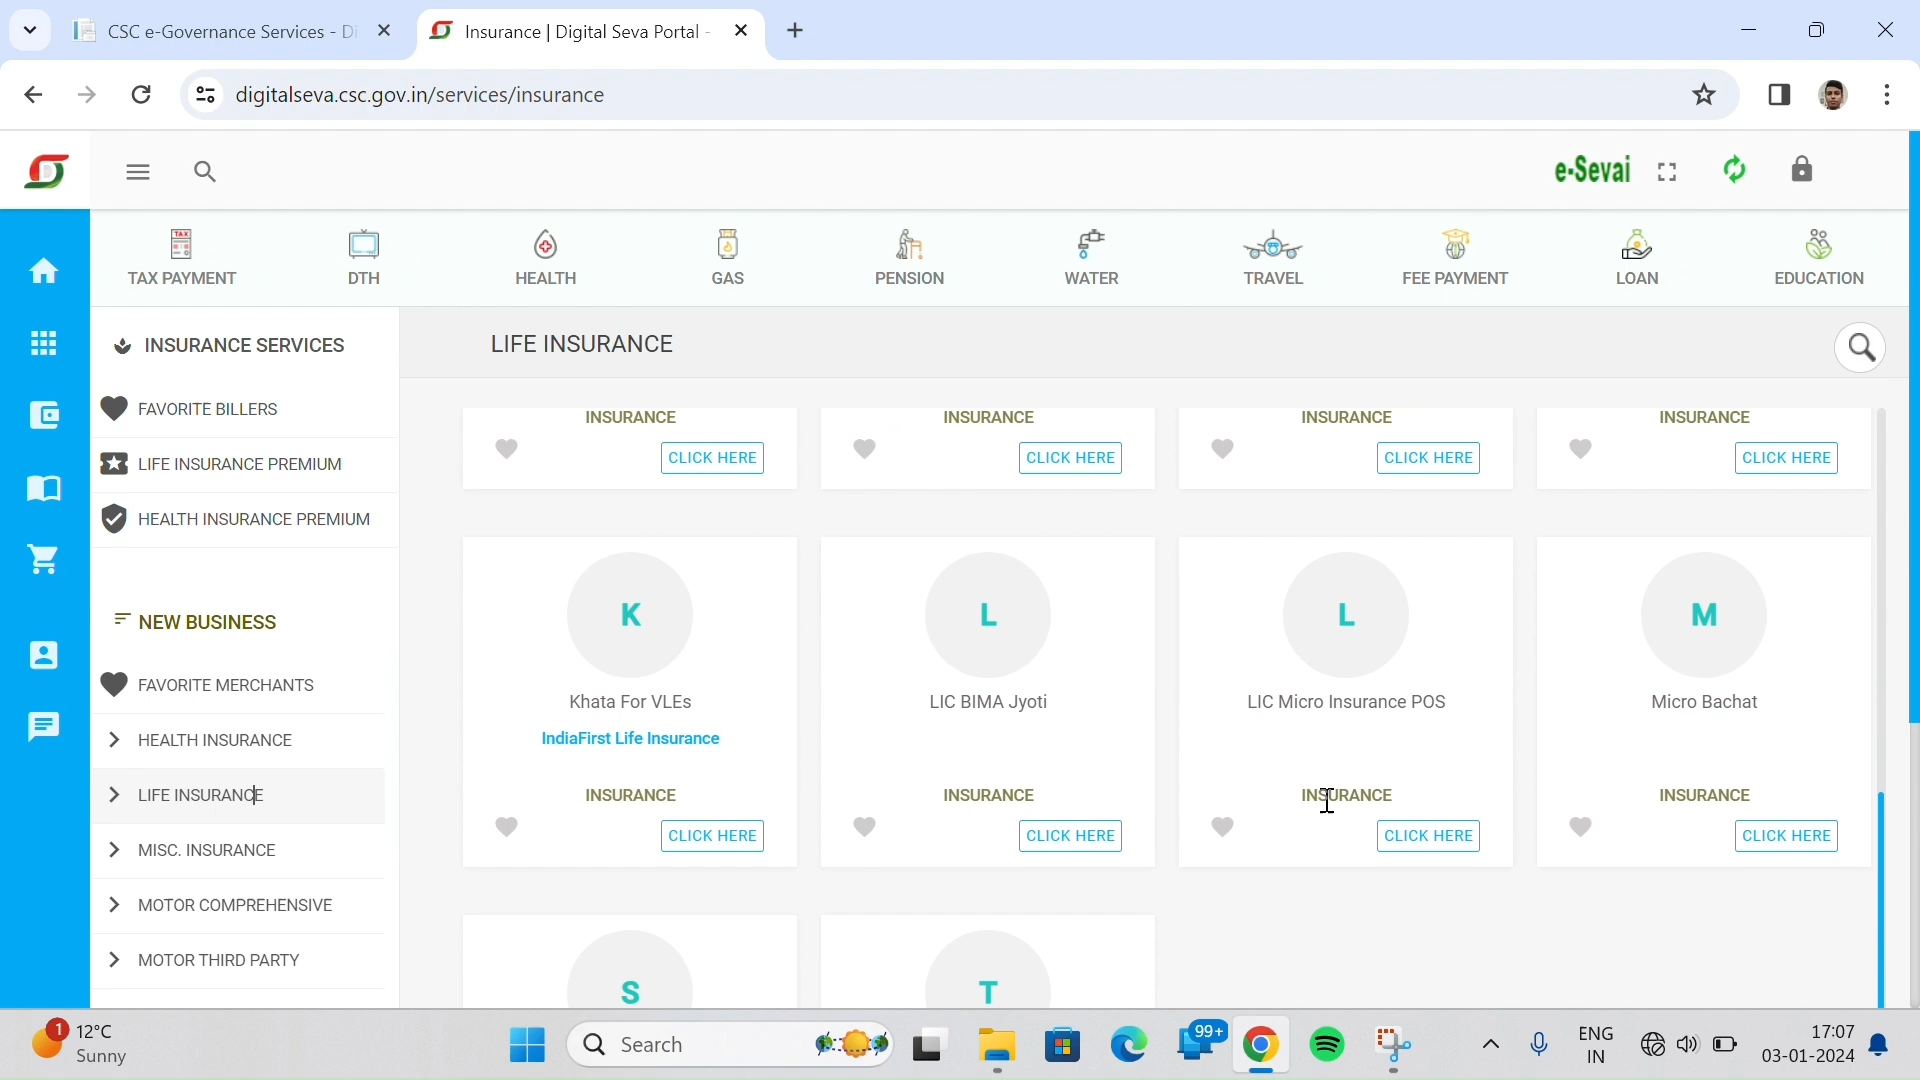 CSC e-Governance Services - Di
Insurance | Digital Seva Portal -
digitalseva.csc.gov.in/services/insurance
e-Sevai
TAX
TAX PAYMENT
DTH
HEALTH
GAS
PENSION
WATER
TRAVEL
FEE PAYMENT
LOAN
EDUCATION
INSURANCE SERVICES
FAVORITE BILLERS
LIFE INSURANCE PREMIUM
HEALTH INSURANCE PREMIUM
NEW BUSINESS
FAVORITE MERCHANTS
HEALTH INSURANCE
LIFE INSURANCE
MISC. INSURANCE
MOTOR COMPREHENSIVE
MOTOR THIRD PARTY
LIFE INSURANCE
INSURANCE INSURANCE INSURANCE INSURANCE
CLICK HERE CLICK HERE CLICK HERE CLICK HERE
K L L M
Khata For VLEs LIC BIMA Jyoti LIC Micro Insurance POS Micro Bachat
IndiaFirst Life Insurance
INSURANCE INSURANCE INSURANCE INSURANCE
CLICK HERE CLICK HERE CLICK HERE CLICK HERE
S T
1 12°C
Sunny
Search
99+
ENG
IN
17:07
03-01-2024